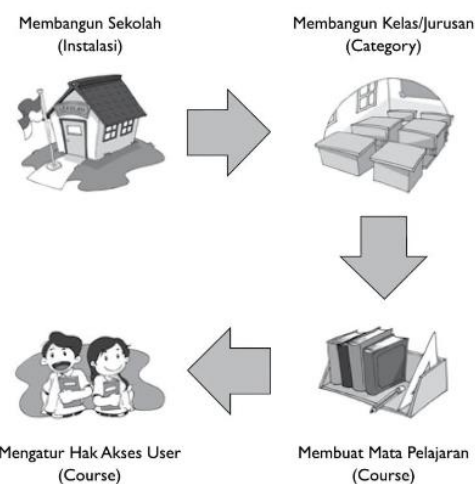 Membangun Sekolah
(Instalasi)
Membangun Kelas/Jurusan
(Category)
Mengatur Hak Akses User
(Course)
Membuat Mata Pelajaran
(Course)